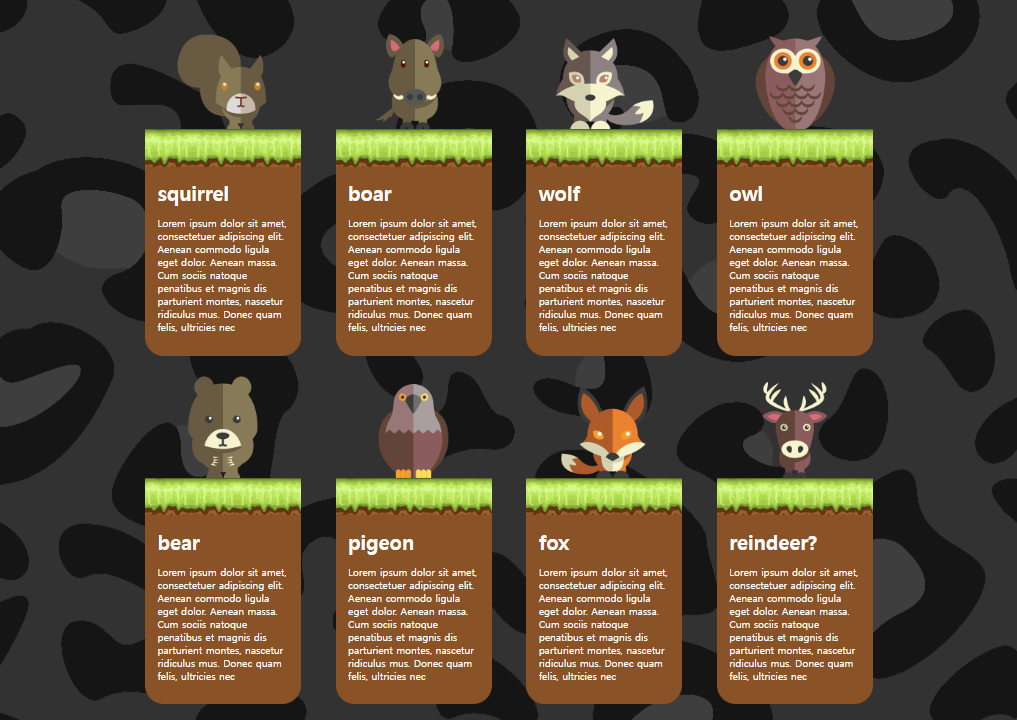 squirrel
Lorem ipsum dolor sit amet,
consectetuer adipiscing elit.
Aenean commodo ligula
eget dolor. Aenean massa.
Cum sociis natoque
penatibus et magnis dis
parturient montes, nascetur
ridiculus mus. Donec quam
felis, ultricies nec
boar
Lorem ipsum dolor sit amet,
consectetuer adipiscing elit.
Aenean commodo ligula
eget dolor. Aenean massa.
Cum sociis natoque
penatibus et magnis dis
parturient montes, nascetur
ridiculus mus. Donec quam
felis, ultricies nec
wolf
Lorem ipsum dolor sit amet,
consectetuer adipiscing elit.
Aenean commodo ligula
eget dolor. Aenean massa.
Cum sociis natoque
penatibus et magnis dis
parturient montes, nascetur
ridiculus mus. Donec quam
felis, ultricies nec
owl
Lorem ipsum dolor sit amet,
consectetuer adipiscing elit.
Aenean commodo ligula
eget dolor. Aenean massa.
Cum sociis natoque
penatibus et magnis dis
parturient montes, nascetur
ridiculus mus. Donec quam
felis, ultricies nec
bear
Lorem ipsum dolor sit amet,
consectetuer adipiscing elit.
Aenean commodo ligula
eget dolor. Aenean massa.
Cum sociis natoque
penatibus et magnis dis
parturient montes, nascetur
ridiculus mus. Donec quam
felis, ultricies nec
pigeon
Lorem ipsum dolor sit amet,
consectetuer adipiscing elit.
Aenean commodo ligula
eget dolor. Aenean massa.
Cum sociis natoque
penatibus et magnis dis
parturient montes, nascetur
ridiculus mus. Donec quam
felis, ultricies nec
fox
Lorem ipsum dolor sit amet,
consectetuer adipiscing elit.
Aenean commodo ligula
eget dolor. Aenean massa.
Cum sociis natoque
penatibus et magnis dis
parturient montes, nascetur
ridiculus mus. Donec quam
felis, ultricies nec
reindeer?
Lorem ipsum dolor sit amet,
consectetuer adipiscing elit.
Aenean commodo ligula
eget dolor. Aenean massa.
Cum sociis natoque
penatibus et magnis dis
parturient montes, nascetur
ridiculus mus. Donec quam
felis, ultricies nec